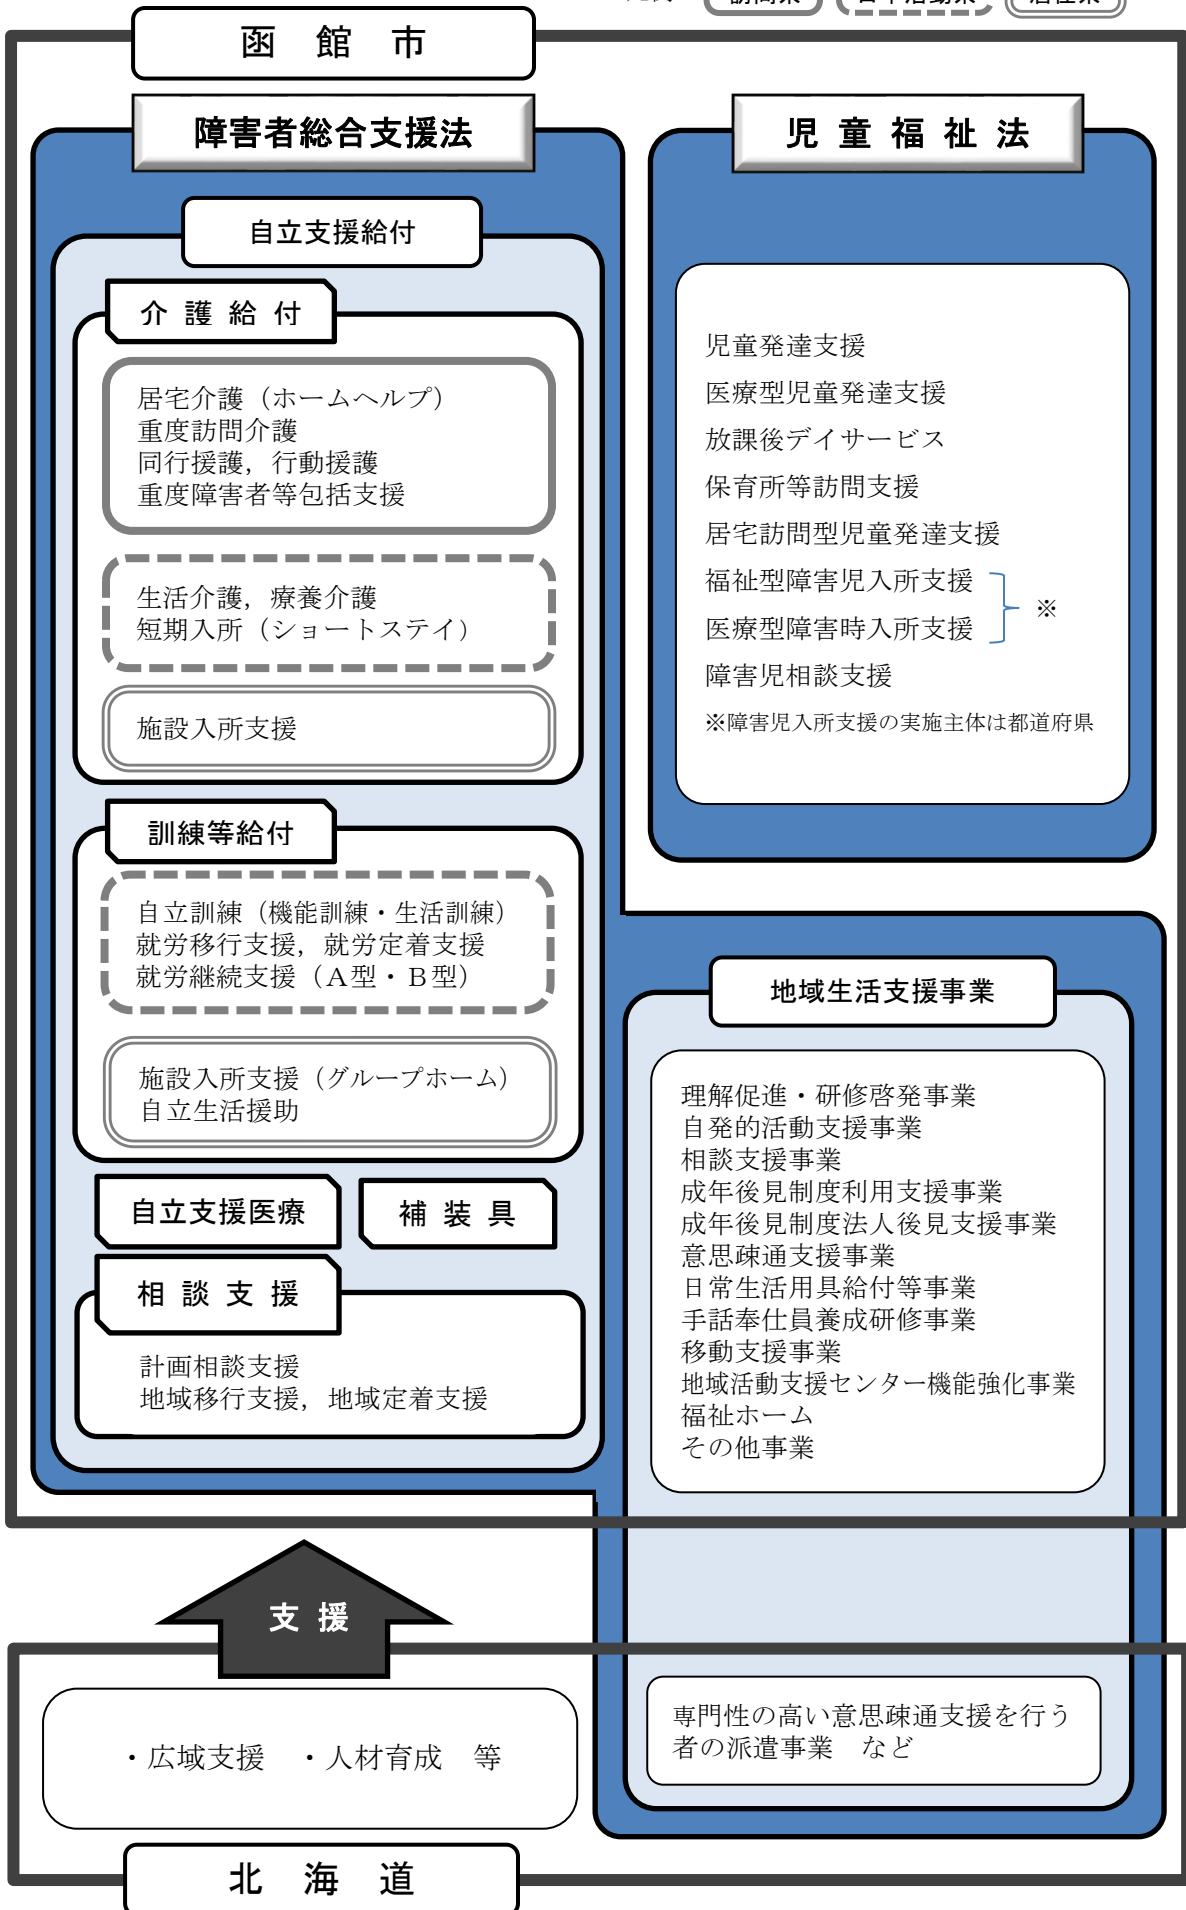 函 館 市
障害者総合支援法
自立支援給付
介 護 給 付
居宅介護（ホームヘルプ）
重度訪問介護
同行援護，行動援護
重度障害者等包括支援
生活介護，療養介護
短期入所（ショートステイ）
施設入所支援
訓練等給付
自立訓練（機能訓練・生活訓練）
就労移行支援，就労定着支援
就労継続支援（Ａ型・Ｂ型）
施設入所支援（グループホーム）
自立生活援助
自立支援医療
補 装 具
相 談 支 援
計画相談支援
地域移行支援，地域定着支援
児 童 福 祉 法
児童発達支援
医療型児童発達支援
放課後デイサービス
保育所等訪問支援
居宅訪問型児童発達支援
福祉型障害児入所支援
医療型障害時入所支援
※
障害児相談支援
※障害児入所支援の実施主体は都道府県
地域生活支援事業
理解促進・研修啓発事業
自発的活動支援事業
相談支援事業
成年後見制度利用支援事業
成年後見制度法人後見支援事業
意思疎通支援事業
日常生活用具給付等事業
手話奉仕員養成研修事業
移動支援事業
地域活動支援センター機能強化事業
福祉ホーム
その他事業
支 援
・広域支援　・人材育成　等
専門性の高い意思疎通支援を行う
者の派遣事業　など
北 海 道